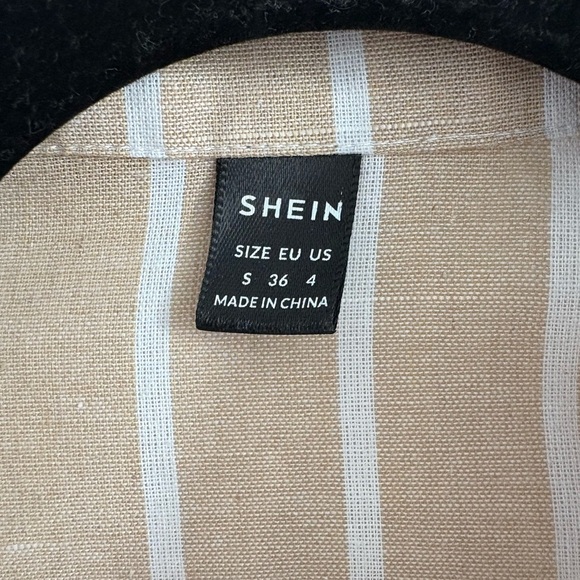 SHEIN
SIZE EU US
S 36 4
MADE IN CHINA